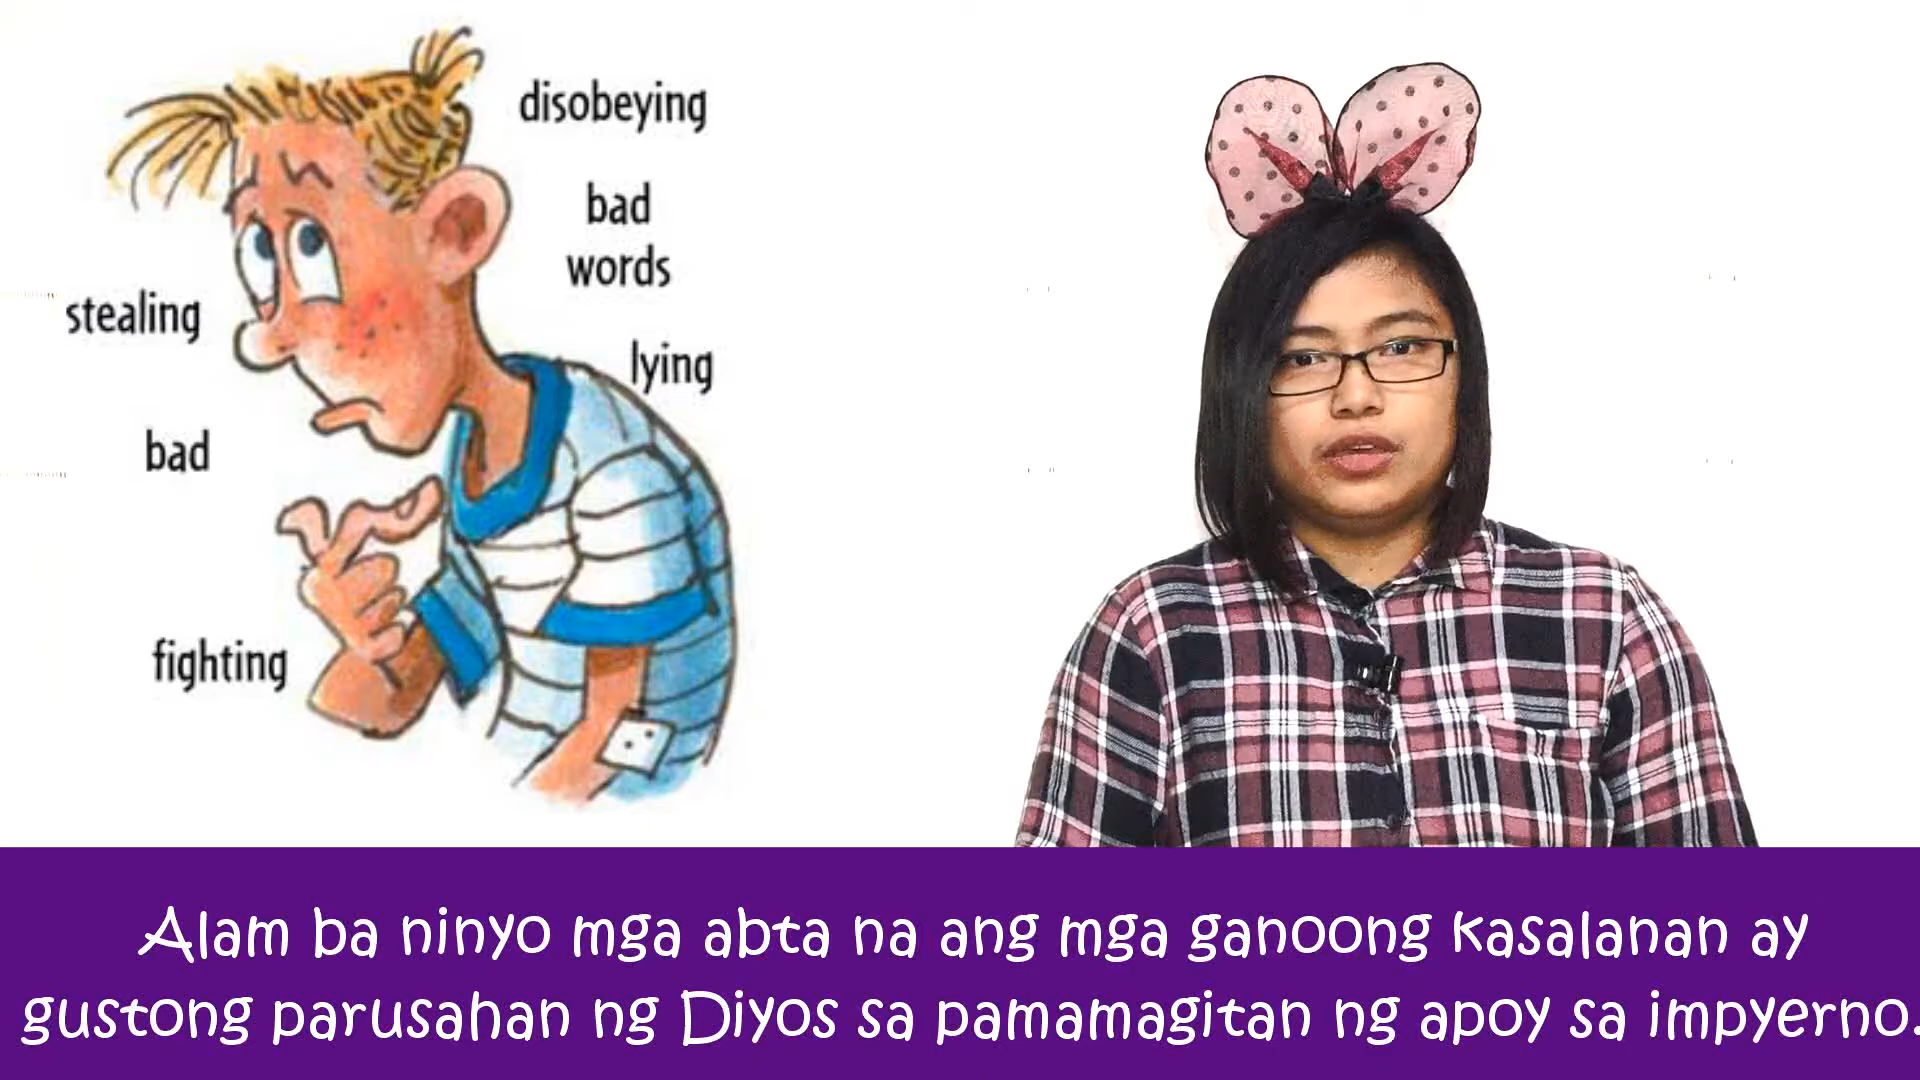 disobeying
bad
words
stealing
lying
bad
fighting
Alam ba ninyo mga abta na ang mga ganoong kasalanan ay
gustong parusahan ng Diyos sa pamamagitan ng apoy sa impyerno.